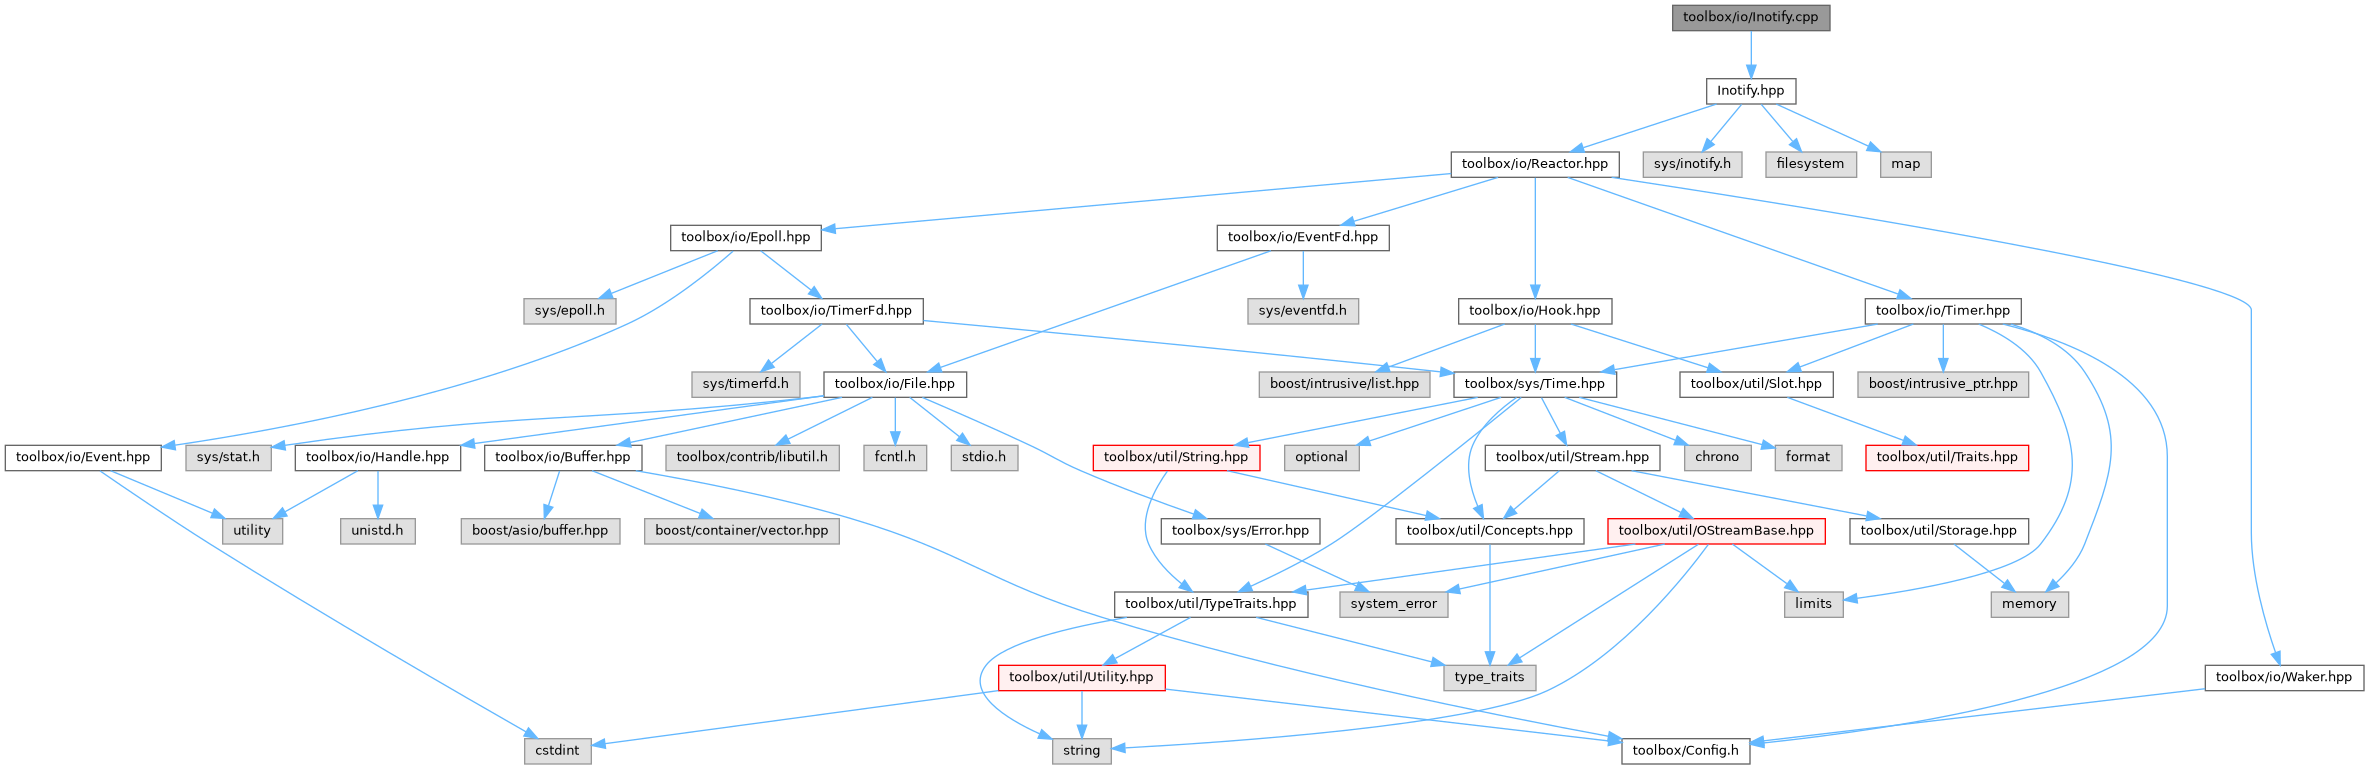 toolbox/io/Inotify.cpp
Inotify.hpp
toolbox/io/Reactor.hpp
sys/inotify.h
filesystem
map
toolbox/io/Epoll.hpp
toolbox/io/EventFd.hpp
sys/epoll.h
toolbox/io/TimerFd.hpp
sys/eventfd.h
toolbox/io/Hook.hpp
toolbox/io/Timer.hpp
sys/timerfd.h
toolbox/io/File.hpp
boost/intrusive/list.hpp
toolbox/sys/Time.hpp
toolbox/util/Slot.hpp
boost/intrusive_ptr.hpp
toolbox/io/Event.hpp
sys/stat.h
toolbox/io/Handle.hpp
toolbox/io/Buffer.hpp
toolbox/contrib/libutil.h
fcntl.h
stdio.h
toolbox/util/String.hpp
optional
toolbox/util/Stream.hpp
chrono
format
toolbox/util/Traits.hpp
utility
unistd.h
boost/asio/buffer.hpp
boost/container/vector.hpp
toolbox/sys/Error.hpp
toolbox/util/Concepts.hpp
toolbox/util/OStreamBase.hpp
toolbox/util/Storage.hpp
toolbox/util/TypeTraits.hpp
system_error
limits
memory
toolbox/util/Utility.hpp
type_traits
toolbox/io/Waker.hpp
cstdint
string
toolbox/Config.h